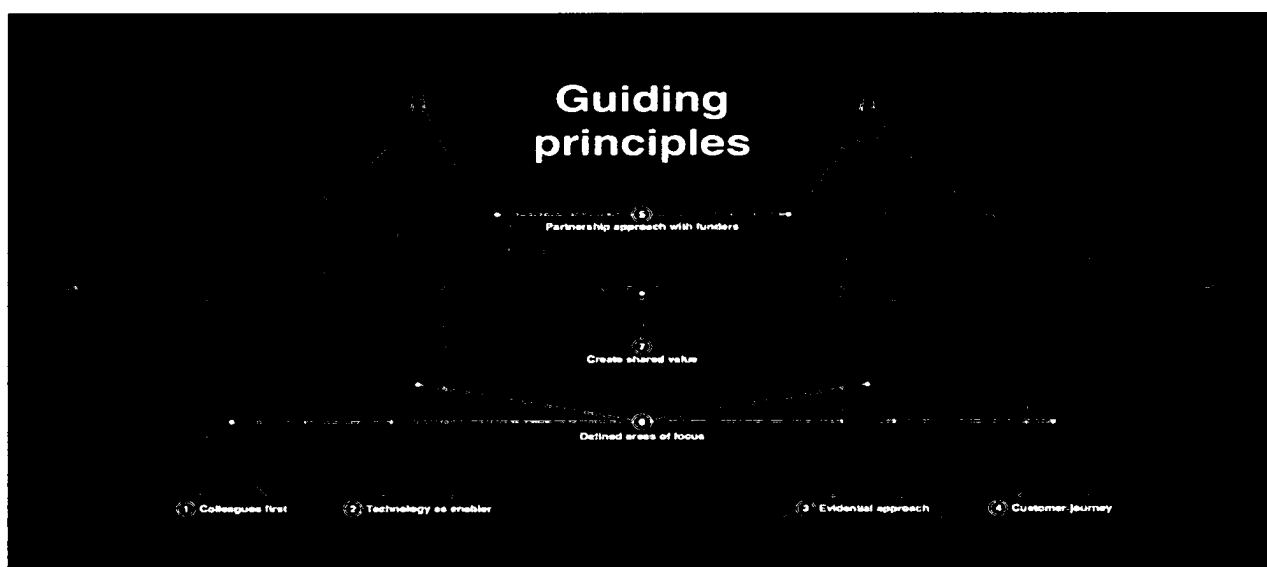 Guiding
principles
5
Partnership approach with funders
7
Create shared value
6
Defined areas of focus
1 Colleagues first
2 Technology as enabler
3 Evidential approach
4 Customer journey